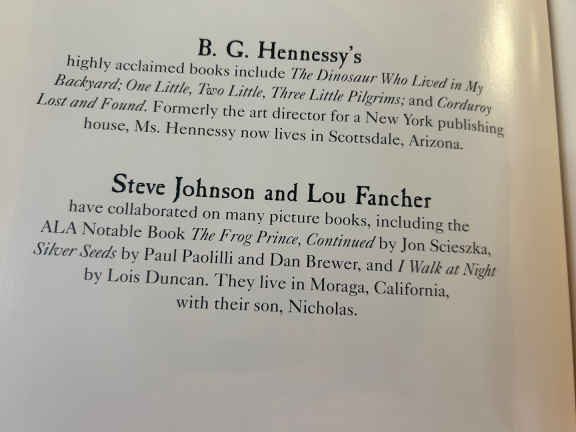 B. G. Hennessy's
highly acclaimed books include The Dinosaur Who Lived in My
Backyard; One Little, Two Little, Three Little Pilgrims; and Corduroy
Lost and Found. Formerly the art director for a New York publishing
house, Ms. Hennessy now lives in Scottsdale, Arizona.
Steve Johnson and Lou Fancher
have collaborated on many picture books, including the
ALA Notable Book The Frog Prince, Continued by Jon Scieszka,
Silver Seeds by Paul Paolilli and Dan Brewer, and I Walk at Night
by Lois Duncan. They live in Moraga, California,
with their son, Nicholas.